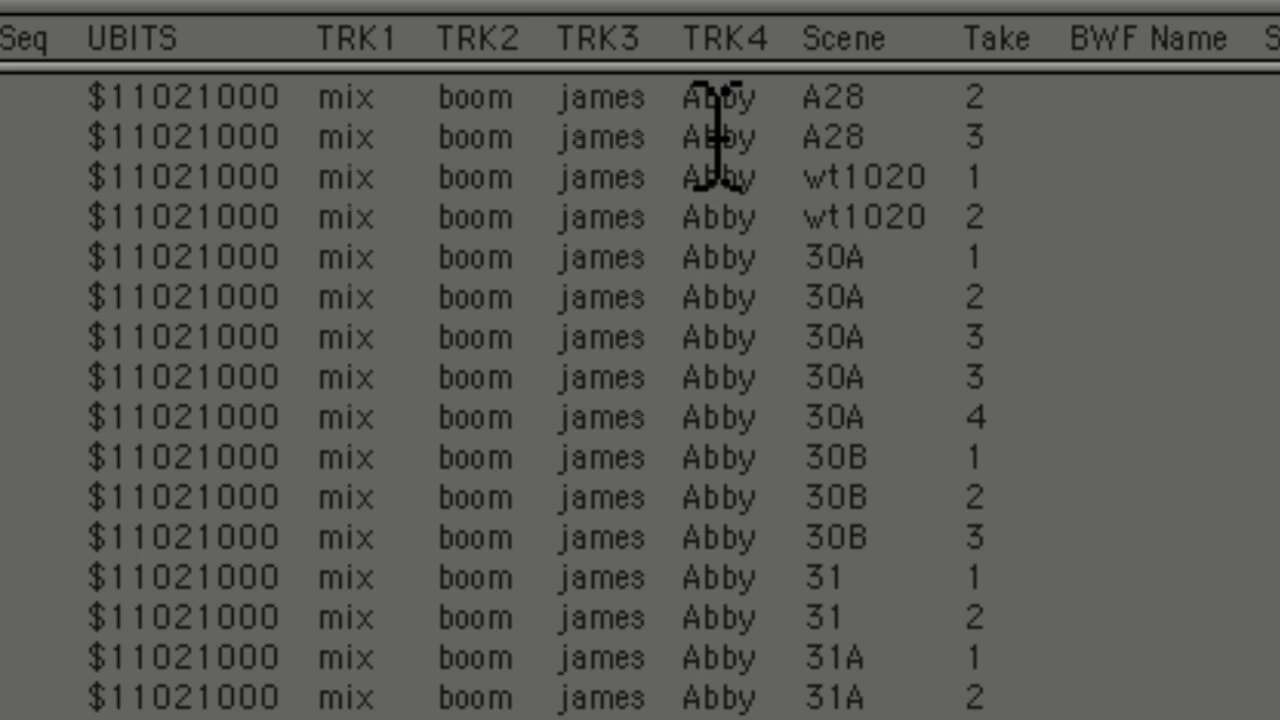 Seq UBITS TRK1 TRK2 TRK3 TRK4 Scene Take BWF Name S
$11021000 mix boom james Abby A28 2
$11021000 mix boom james Abby A28 3
$11021000 mix boom james Abby wt1020 1
$11021000 mix boom james Abby wt1020 2
$11021000 mix boom james Abby 30A 1
$11021000 mix boom james Abby 30A 2
$11021000 mix boom james Abby 30A 3
$11021000 mix boom james Abby 30A 3
$11021000 mix boom james Abby 30A 4
$11021000 mix boom james Abby 30B 1
$11021000 mix boom james Abby 30B 2
$11021000 mix boom james Abby 30B 3
$11021000 mix boom james Abby 31 1
$11021000 mix boom james Abby 31 2
$11021000 mix boom james Abby 31A 1
$11021000 mix boom james Abby 31A 2